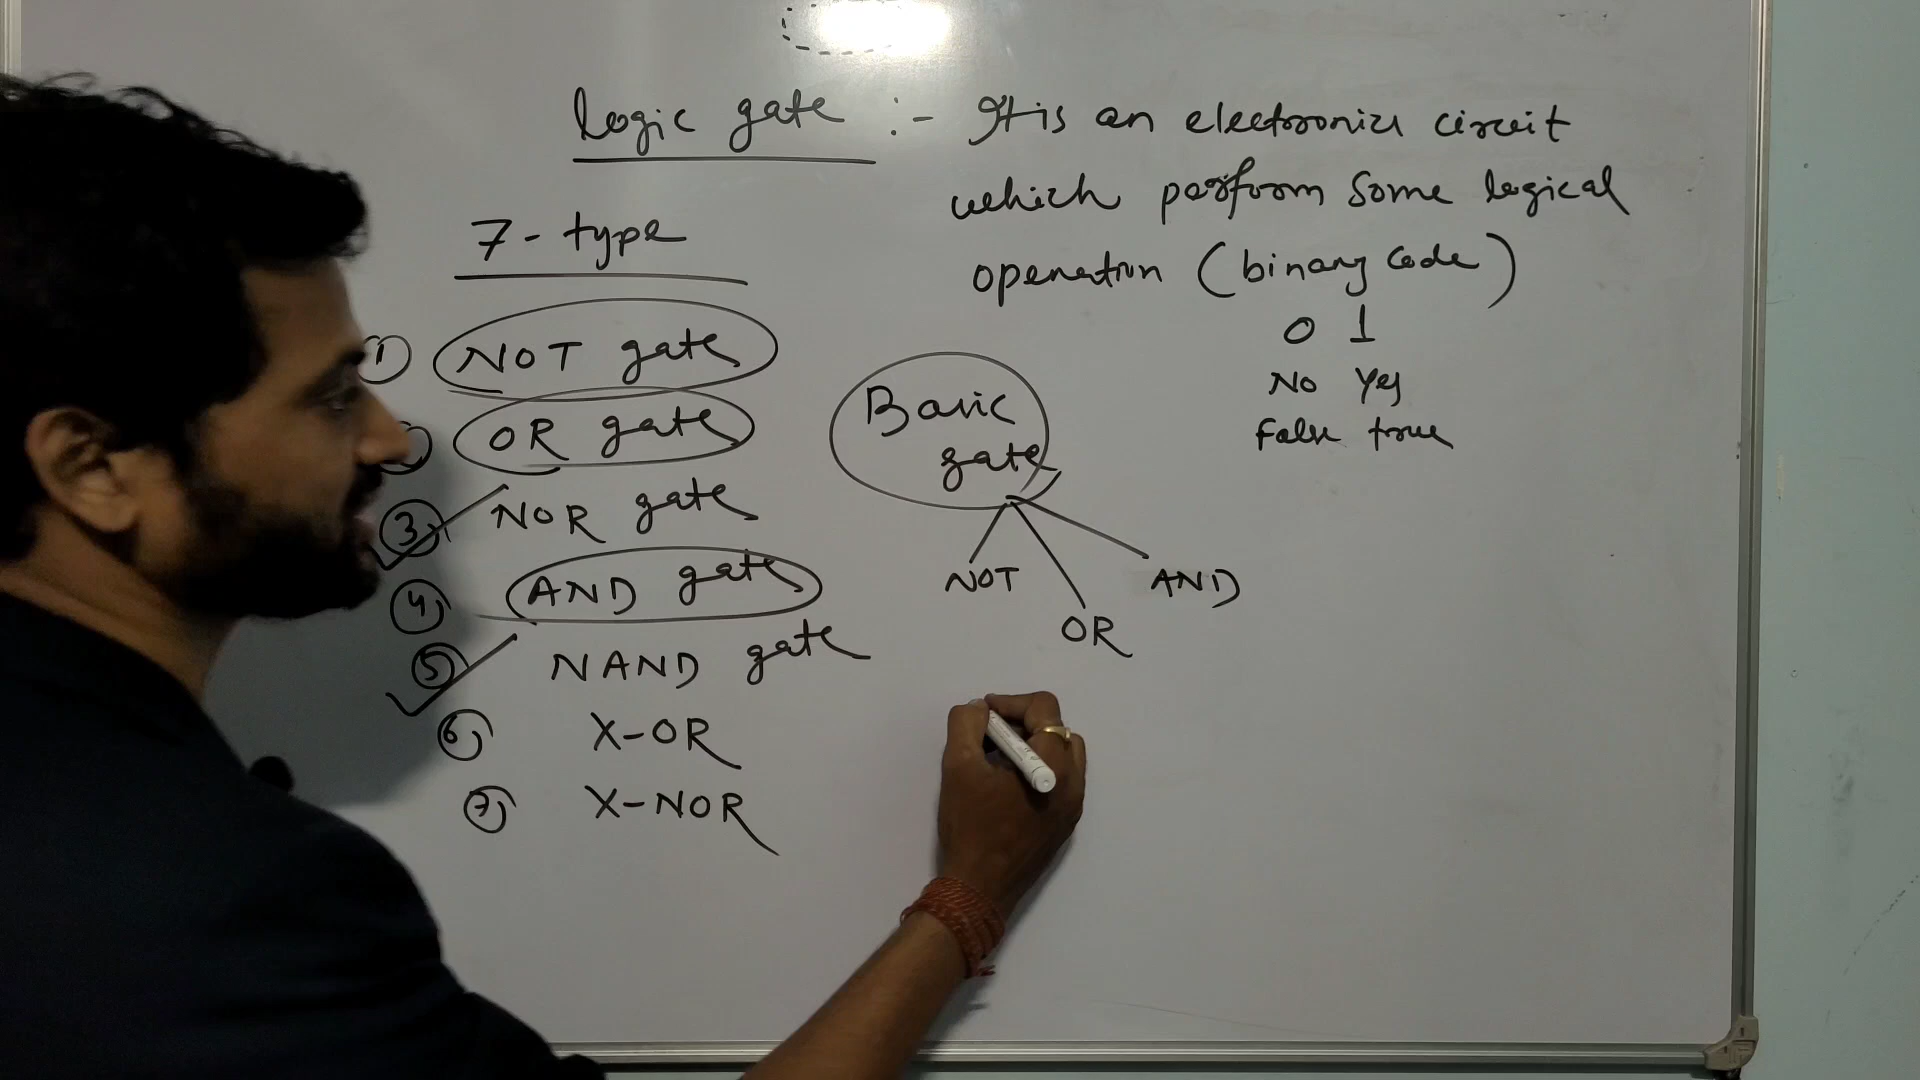 Logic gate :- It is an electronics circuit
which perform some logical
operation (binary code)
0 1
No Yes
False true
7-type
① NOT gate
OR gate
③ NOR gate
④ AND gate
⑤ NAND gate
⑥ X-OR
⑦ X-NOR
Basic
gate
NOT
OR
AND